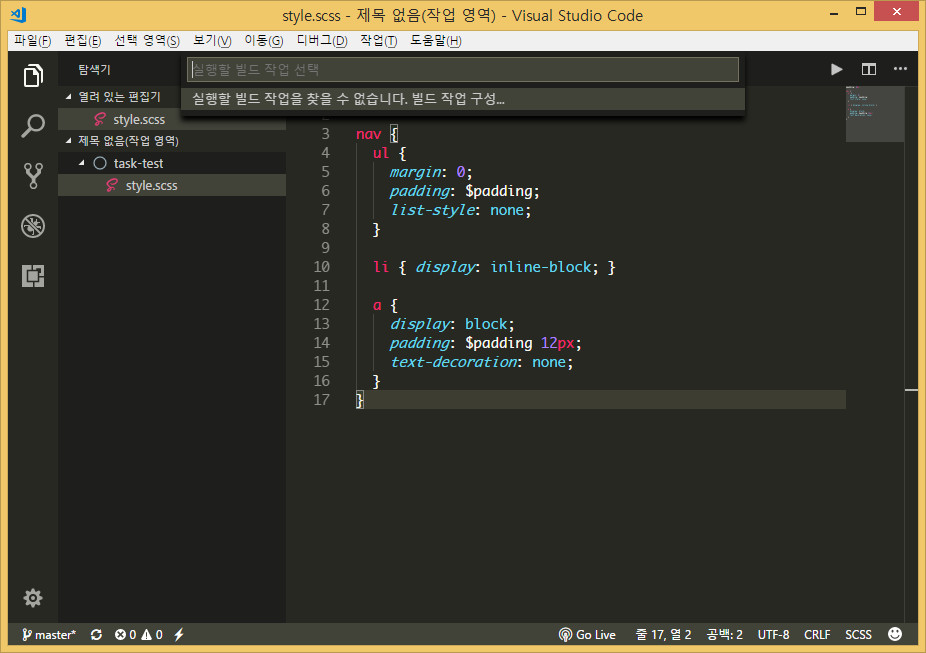 style.scss - 제목 없음(작업 영역) - Visual Studio Code
파일(F) 편집(E) 선택 영역(S) 보기(V) 이동(G) 디버그(D) 작업(T) 도움말(H)
탐색기
실행할 빌드 작업 선택
실행할 빌드 작업을 찾을 수 없습니다. 빌드 작업 구성...
열려 있는 편집기
style.scss
제목 없음(작업 영역)
task-test
style.scss
3 nav {
4 ul {
5 margin: 0;
6 padding: $padding;
7 list-style: none;
8 }
9
10 li { display: inline-block; }
11
12 a {
13 display: block;
14 padding: $padding 12px;
15 text-decoration: none;
16 }
17 }
master* 0 0 Go Live 줄 17, 열 2 공백: 2 UTF-8 CRLF SCSS